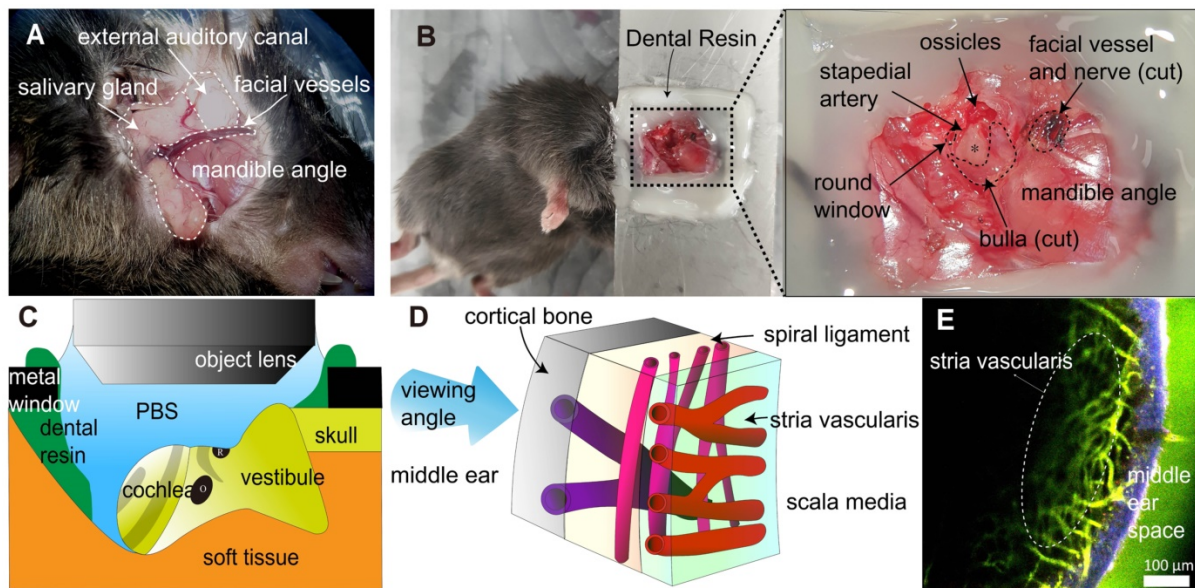 A
external auditory canal
salivary gland
facial vessels
mandible angle
B
Dental Resin
ossicles
facial vessel
and nerve (cut)
stapedial
artery
*
round
window
mandible angle
bulla (cut)
C
object lens
metal
window
PBS
dental
resin
skull
R
cochlea
O
vestibule
soft tissue
D
cortical bone
spiral ligament
viewing
angle
stria vascularis
middle ear
scala media
E
stria vascularis
middle
ear
space
100 µm